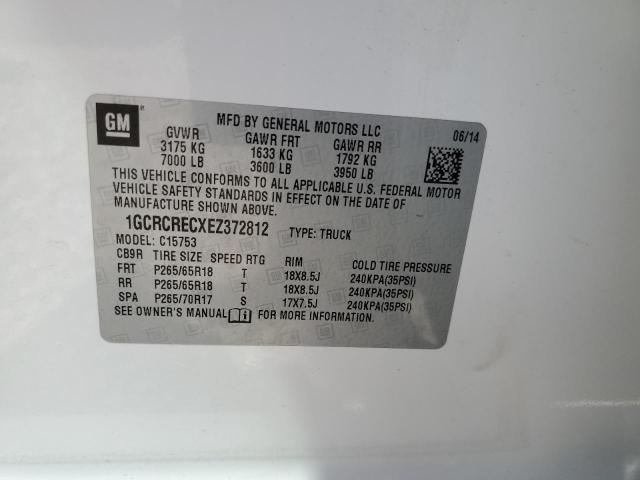 GM
MFD BY GENERAL MOTORS LLC
06/14
GVWR GAWR FRT GAWR RR
3175 KG 1633 KG 1792 KG
7000 LB 3600 LB 3950 LB
THIS VEHICLE CONFORMS TO ALL APPLICABLE U.S. FEDERAL MOTOR
VEHICLE SAFETY STANDARDS IN EFFECT ON THE DATE OF
MANUFACTURE SHOWN ABOVE.
1GCRCRECXEZ372812 TYPE: TRUCK
MODEL: C15753
CB9R TIRE SIZE SPEED RTG RIM COLD TIRE PRESSURE
FRT P265/65R18 T 18X8.5J 240KPA(35PSI)
RR P265/65R18 T 18X8.5J 240KPA(35PSI)
SPA P265/70R17 S 17X7.5J 240KPA(35PSI)
SEE OWNER'S MANUAL FOR MORE INFORMATION.